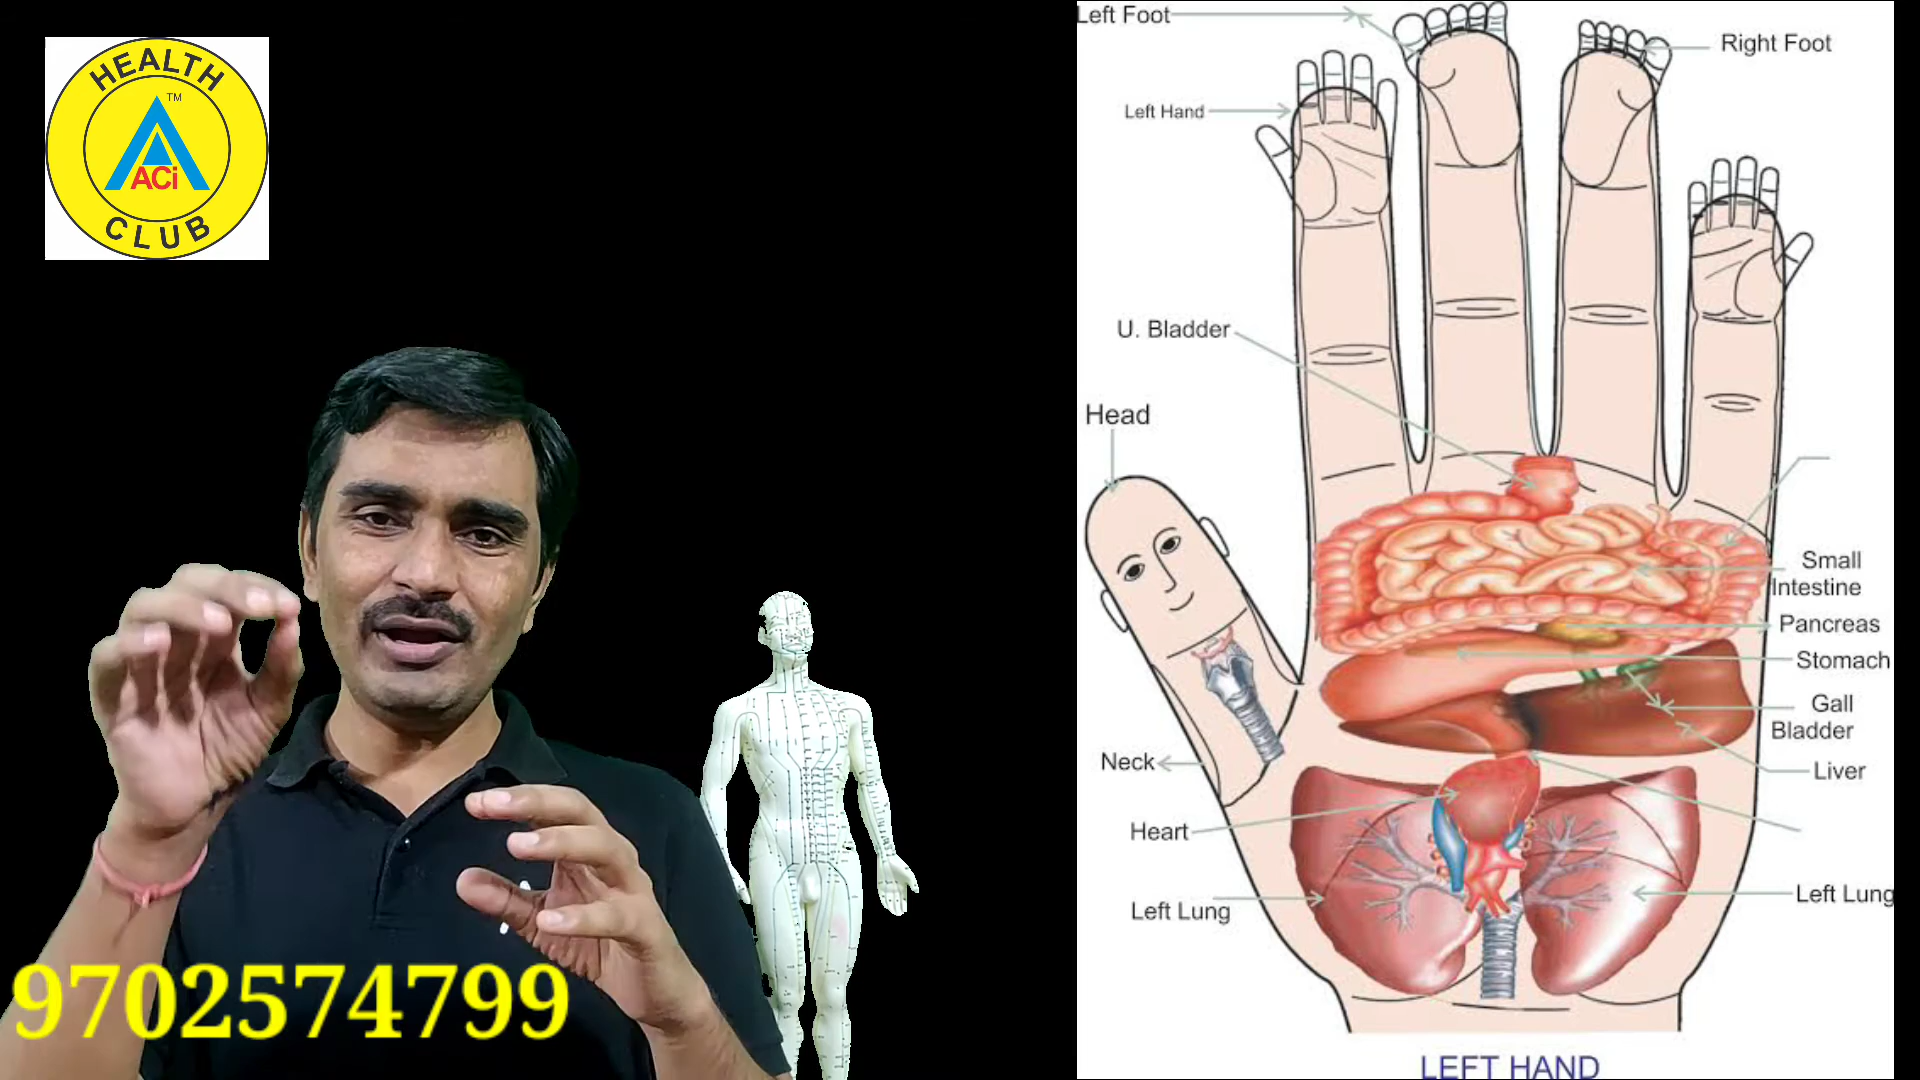 HEALTH
TM
ACi
CLUB
9702574799
Left Foot
Right Foot
Left Hand
U. Bladder
Head
Small
Intestine
Pancreas
Stomach
Gall
Bladder
Neck
Liver
Heart
Left Lung
Left Lung
LEFT HAND